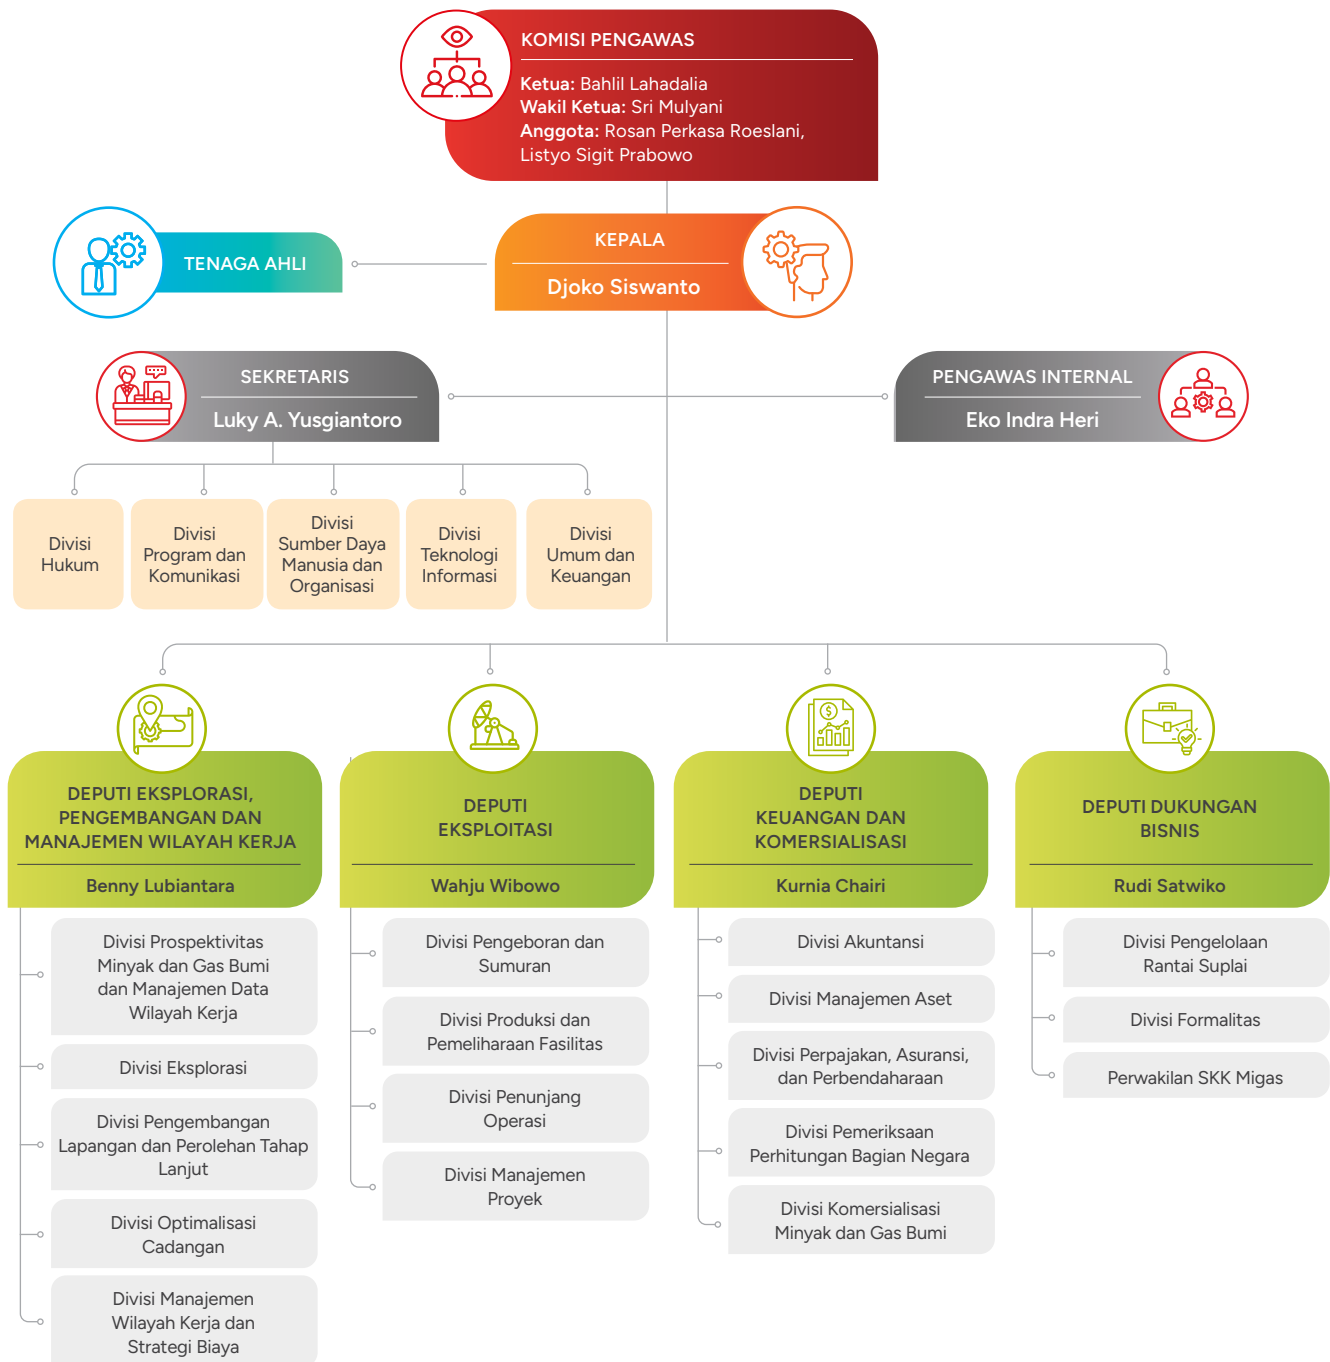 KOMISI PENGAWAS
Ketua: Bahlil Lahadalia
Wakil Ketua: Sri Mulyani
Anggota: Rosan Perkasa Roeslani,
Listyo Sigit Prabowo
TENAGA AHLI
KEPALA
Djoko Siswanto
SEKRETARIS
Luky A. Yusgiantoro
PENGAWAS INTERNAL
Eko Indra Heri
Divisi
Hukum
Divisi
Program dan
Komunikasi
Divisi
Sumber Daya
Manusia dan
Organisasi
Divisi
Teknologi
Informasi
Divisi
Umum dan
Keuangan
DEPUTI EKSPLORASI,
PENGEMBANGAN DAN
MANAJEMEN WILAYAH KERJA
Benny Lubiantara
Divisi Prospektivitas
Minyak dan Gas Bumi
dan Manajemen Data
Wilayah Kerja
Divisi Eksplorasi
Divisi Pengembangan
Lapangan dan Perolehan Tahap
Lanjut
Divisi Optimalisasi
Cadangan
Divisi Manajemen
Wilayah Kerja dan
Strategi Biaya
DEPUTI
EKSPLOITASI
Wahju Wibowo
Divisi Pengeboran dan
Sumuran
Divisi Produksi dan
Pemeliharaan Fasilitas
Divisi Penunjang
Operasi
Divisi Manajemen
Proyek
DEPUTI
KEUANGAN DAN
KOMERSIALISASI
Kurnia Chairi
Divisi Akuntansi
Divisi Manajemen Aset
Divisi Perpajakan, Asuransi,
dan Perbendaharaan
Divisi Pemeriksaan
Perhitungan Bagian Negara
Divisi Komersialisasi
Minyak dan Gas Bumi
DEPUTI DUKUNGAN
BISNIS
Rudi Satwiko
Divisi Pengelolaan
Rantai Suplai
Divisi Formalitas
Perwakilan SKK Migas